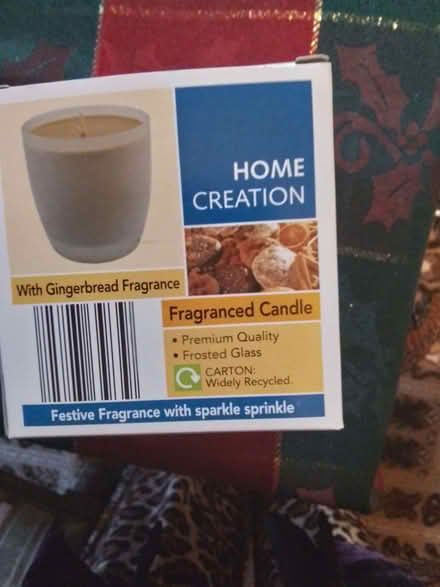 HOME
CREATION
With Gingerbread Fragrance
Fragranced Candle
• Premium Quality
• Frosted Glass
CARTON:
Widely Recycled.
Festive Fragrance with sparkle sprinkle